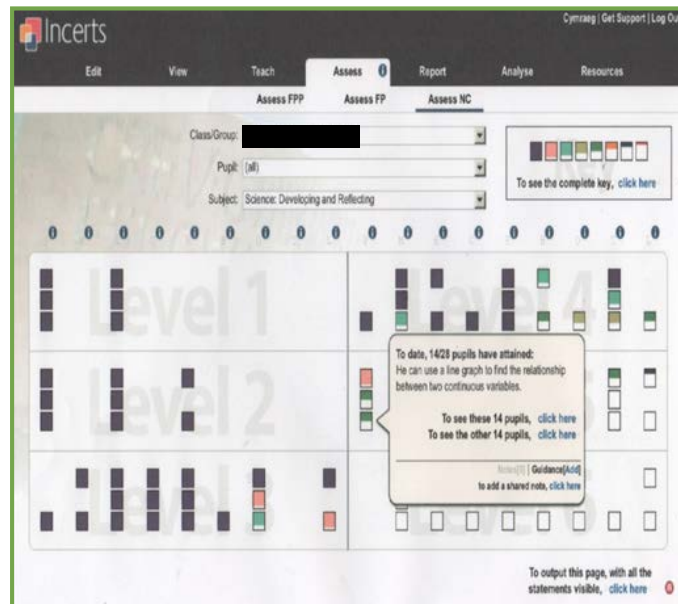 Incerts
Cymraeg | Get Support | Log Ou
Edit View Teach Assess Report Analyse Resources
Assess FPP Assess FP Assess NC
Class/Group:
Pupil: (all)
Subject: Science: Developing and Reflecting
Key
To see the complete key, click here
Level 1
Level 4
Level 2
Level 3
To date, 14/28 pupils have attained:
He can use a line graph to find the relationship
between two continuous variables.
To see these 14 pupils, click here
To see the other 14 pupils, click here
Notes[0] | Guidance[Add]
to add a shared note, click here
To output this page, with all the
statements visible, click here